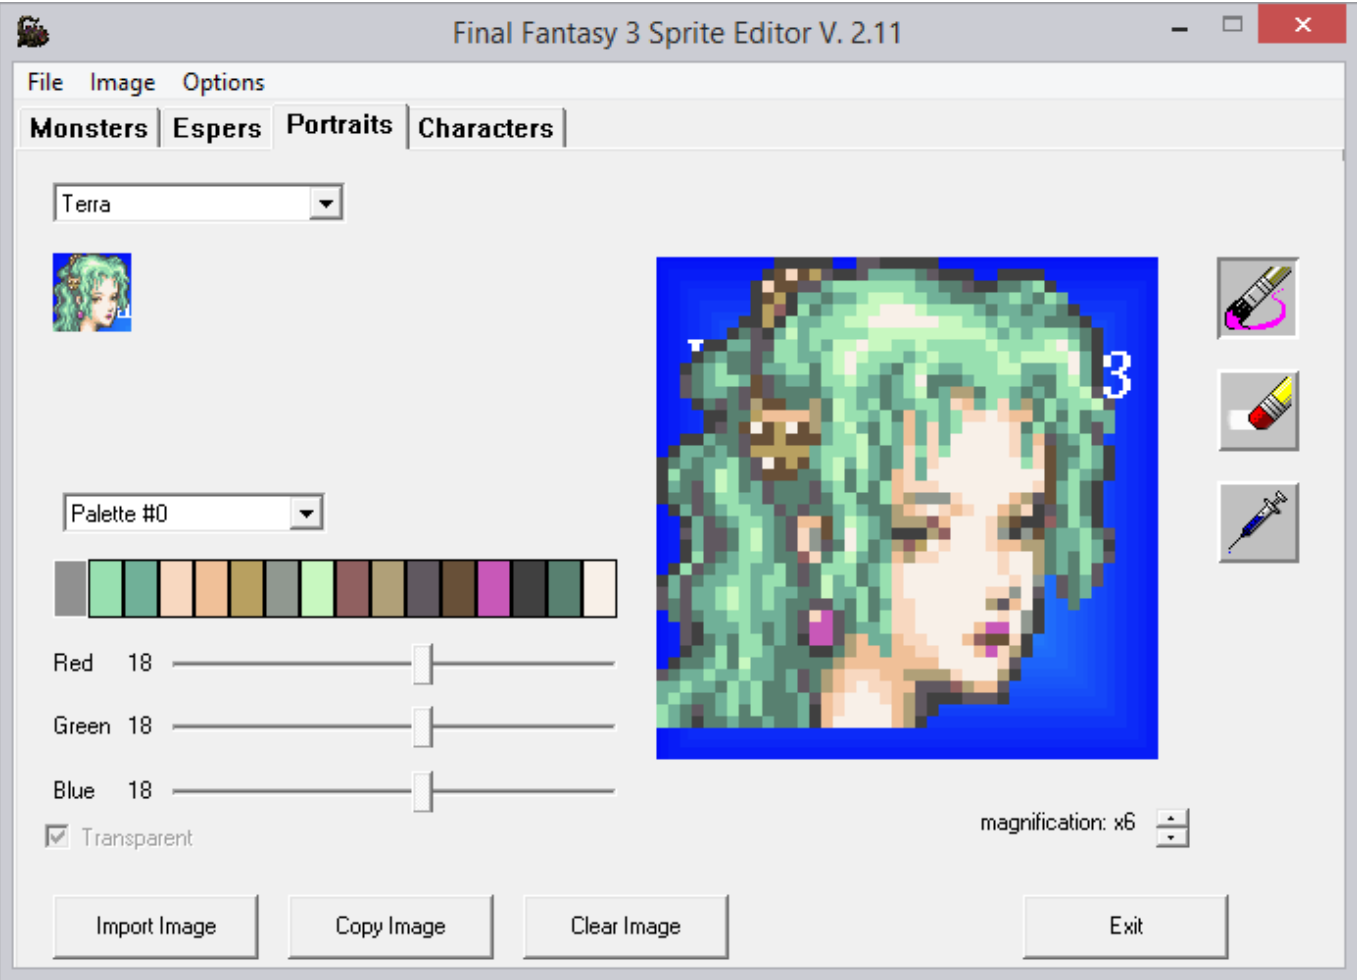 Final Fantasy 3 Sprite Editor V. 2.11
File Image Options
Monsters Espers Portraits Characters
Terra
3
Palette #0
Red 18
Green 18
Blue 18
Transparent
magnification: x6
Import Image Copy Image Clear Image Exit